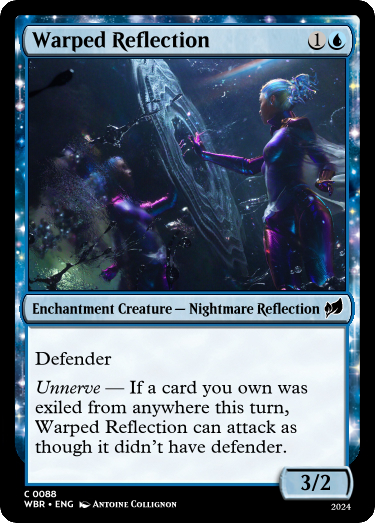 Warped Reflection 1
Enchantment Creature — Nightmare Reflection
Defender
Unnerve — If a card you own was
exiled from anywhere this turn,
Warped Reflection can attack as
though it didn't have defender.
3/2
C 0088
WBR • ENG Antoine Collignon
2024